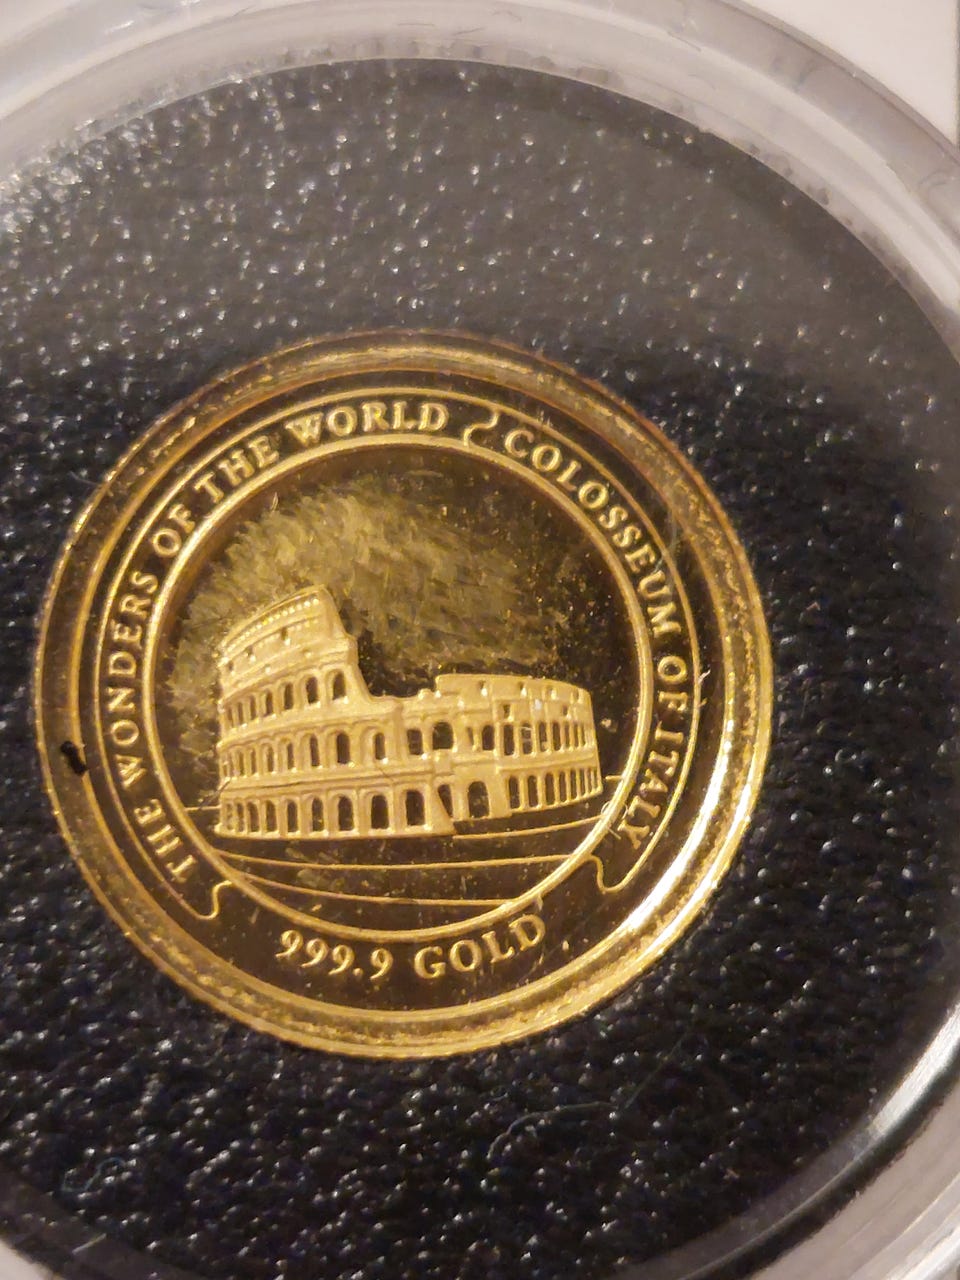 THE WONDERS OF THE WORLD
COLOSSEUM OF ITALY
999.9 GOLD